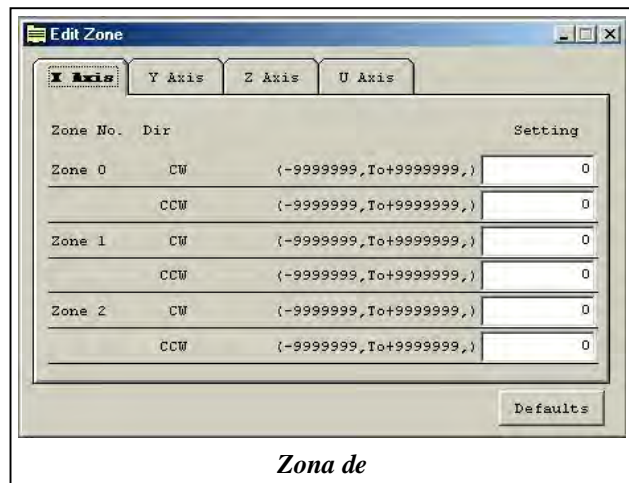 Edit Zone
X Axis Y Axis Z Axis U Axis
Zone No. Dir Setting
Zone 0 CW (-9999999,To+9999999,) 0
CCW (-9999999,To+9999999,) 0
Zone 1 CW (-9999999,To+9999999,) 0
CCW (-9999999,To+9999999,) 0
Zone 2 CW (-9999999,To+9999999,) 0
CCW (-9999999,To+9999999,) 0
Defaults
Zona de